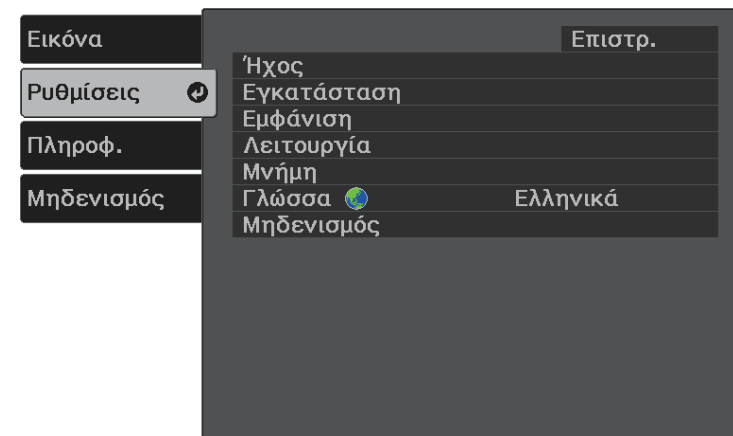 Εικόνα
Ρυθμίσεις
Πληροφ.
Μηδενισμός
Επιστρ.
Ήχος
Εγκατάσταση
Εμφάνιση
Λειτουργία
Μνήμη
Γλώσσα Ελληνικά
Μηδενισμός